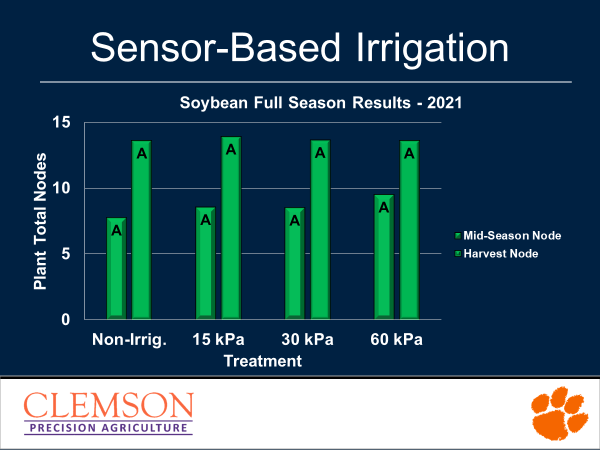 Sensor-Based Irrigation
Soybean Full Season Results - 2021
15
10
5
0
Plant Total Nodes
A
A
A
A
A
A
A
A
Mid-Season Node
Harvest Node
Non-Irrig.
15 kPa
30 kPa
60 kPa
Treatment
CLEMSON
PRECISION AGRICULTURE